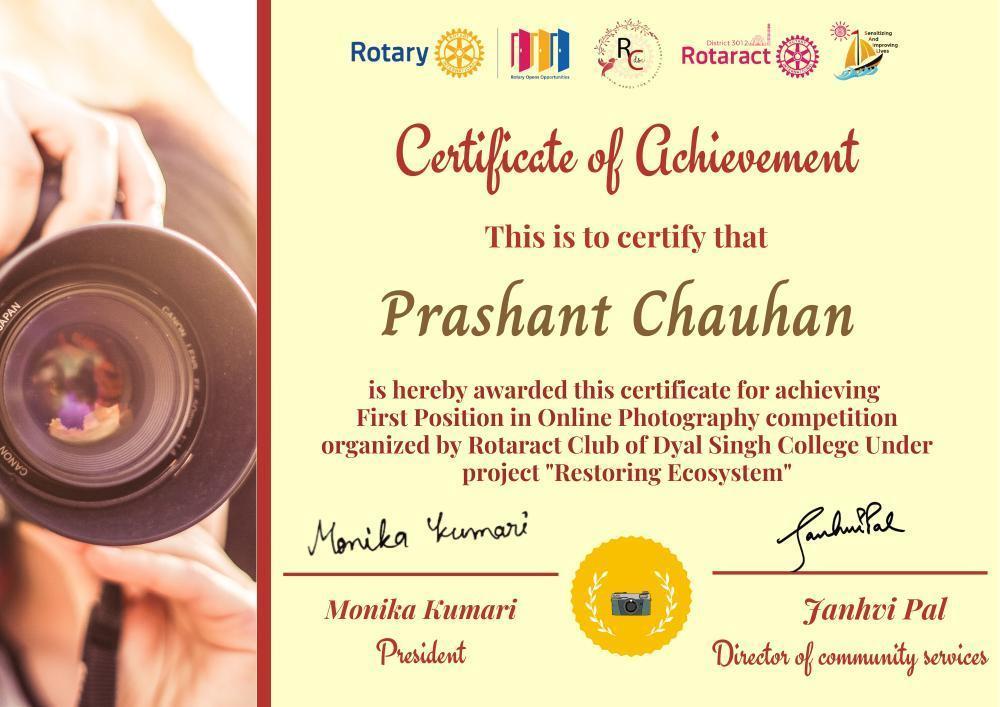 Rotary
Rotary Opens Opportunities
RC
dsc
District 3012
Rotaract
Sensitizing
And
Improving
Lives
Certificate of Achievement
This is to certify that
Prashant Chauhan
is hereby awarded this certificate for achieving
First Position in Online Photography competition
organized by Rotaract Club of Dyal Singh College Under
project "Restoring Ecosystem"
Monika Kumari
Janhvi Pal
Monika Kumari
Janhvi Pal
President
Director of community services
JAPAN
CANON